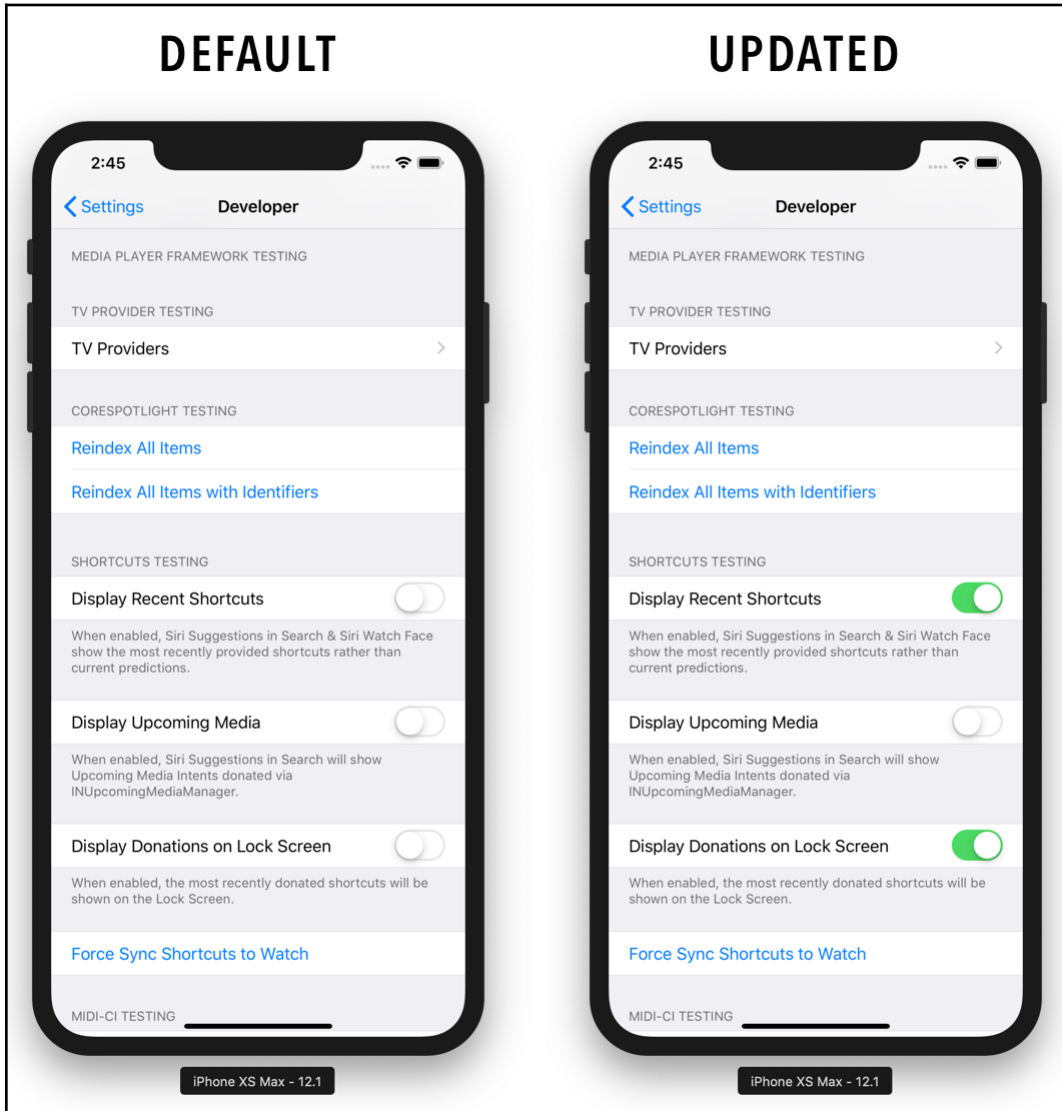 DEFAULT
2:45
Settings
Developer
MEDIA PLAYER FRAMEWORK TESTING
TV PROVIDER TESTING
TV Providers
CORESPOTLIGHT TESTING
Reindex All Items
Reindex All Items with Identifiers
SHORTCUTS TESTING
Display Recent Shortcuts
When enabled, Siri Suggestions in Search & Siri Watch Face
show the most recently provided shortcuts rather than
current predictions.
Display Upcoming Media
When enabled, Siri Suggestions in Search will show
Upcoming Media Intents donated via
INUpcomingMediaManager.
Display Donations on Lock Screen
When enabled, the most recently donated shortcuts will be
shown on the Lock Screen.
Force Sync Shortcuts to Watch
MIDI-CI TESTING
iPhone XS Max - 12.1
UPDATED
2:45
Settings
Developer
MEDIA PLAYER FRAMEWORK TESTING
TV PROVIDER TESTING
TV Providers
CORESPOTLIGHT TESTING
Reindex All Items
Reindex All Items with Identifiers
SHORTCUTS TESTING
Display Recent Shortcuts
When enabled, Siri Suggestions in Search & Siri Watch Face
show the most recently provided shortcuts rather than
current predictions.
Display Upcoming Media
When enabled, Siri Suggestions in Search will show
Upcoming Media Intents donated via
INUpcomingMediaManager.
Display Donations on Lock Screen
When enabled, the most recently donated shortcuts will be
shown on the Lock Screen.
Force Sync Shortcuts to Watch
MIDI-CI TESTING
iPhone XS Max - 12.1